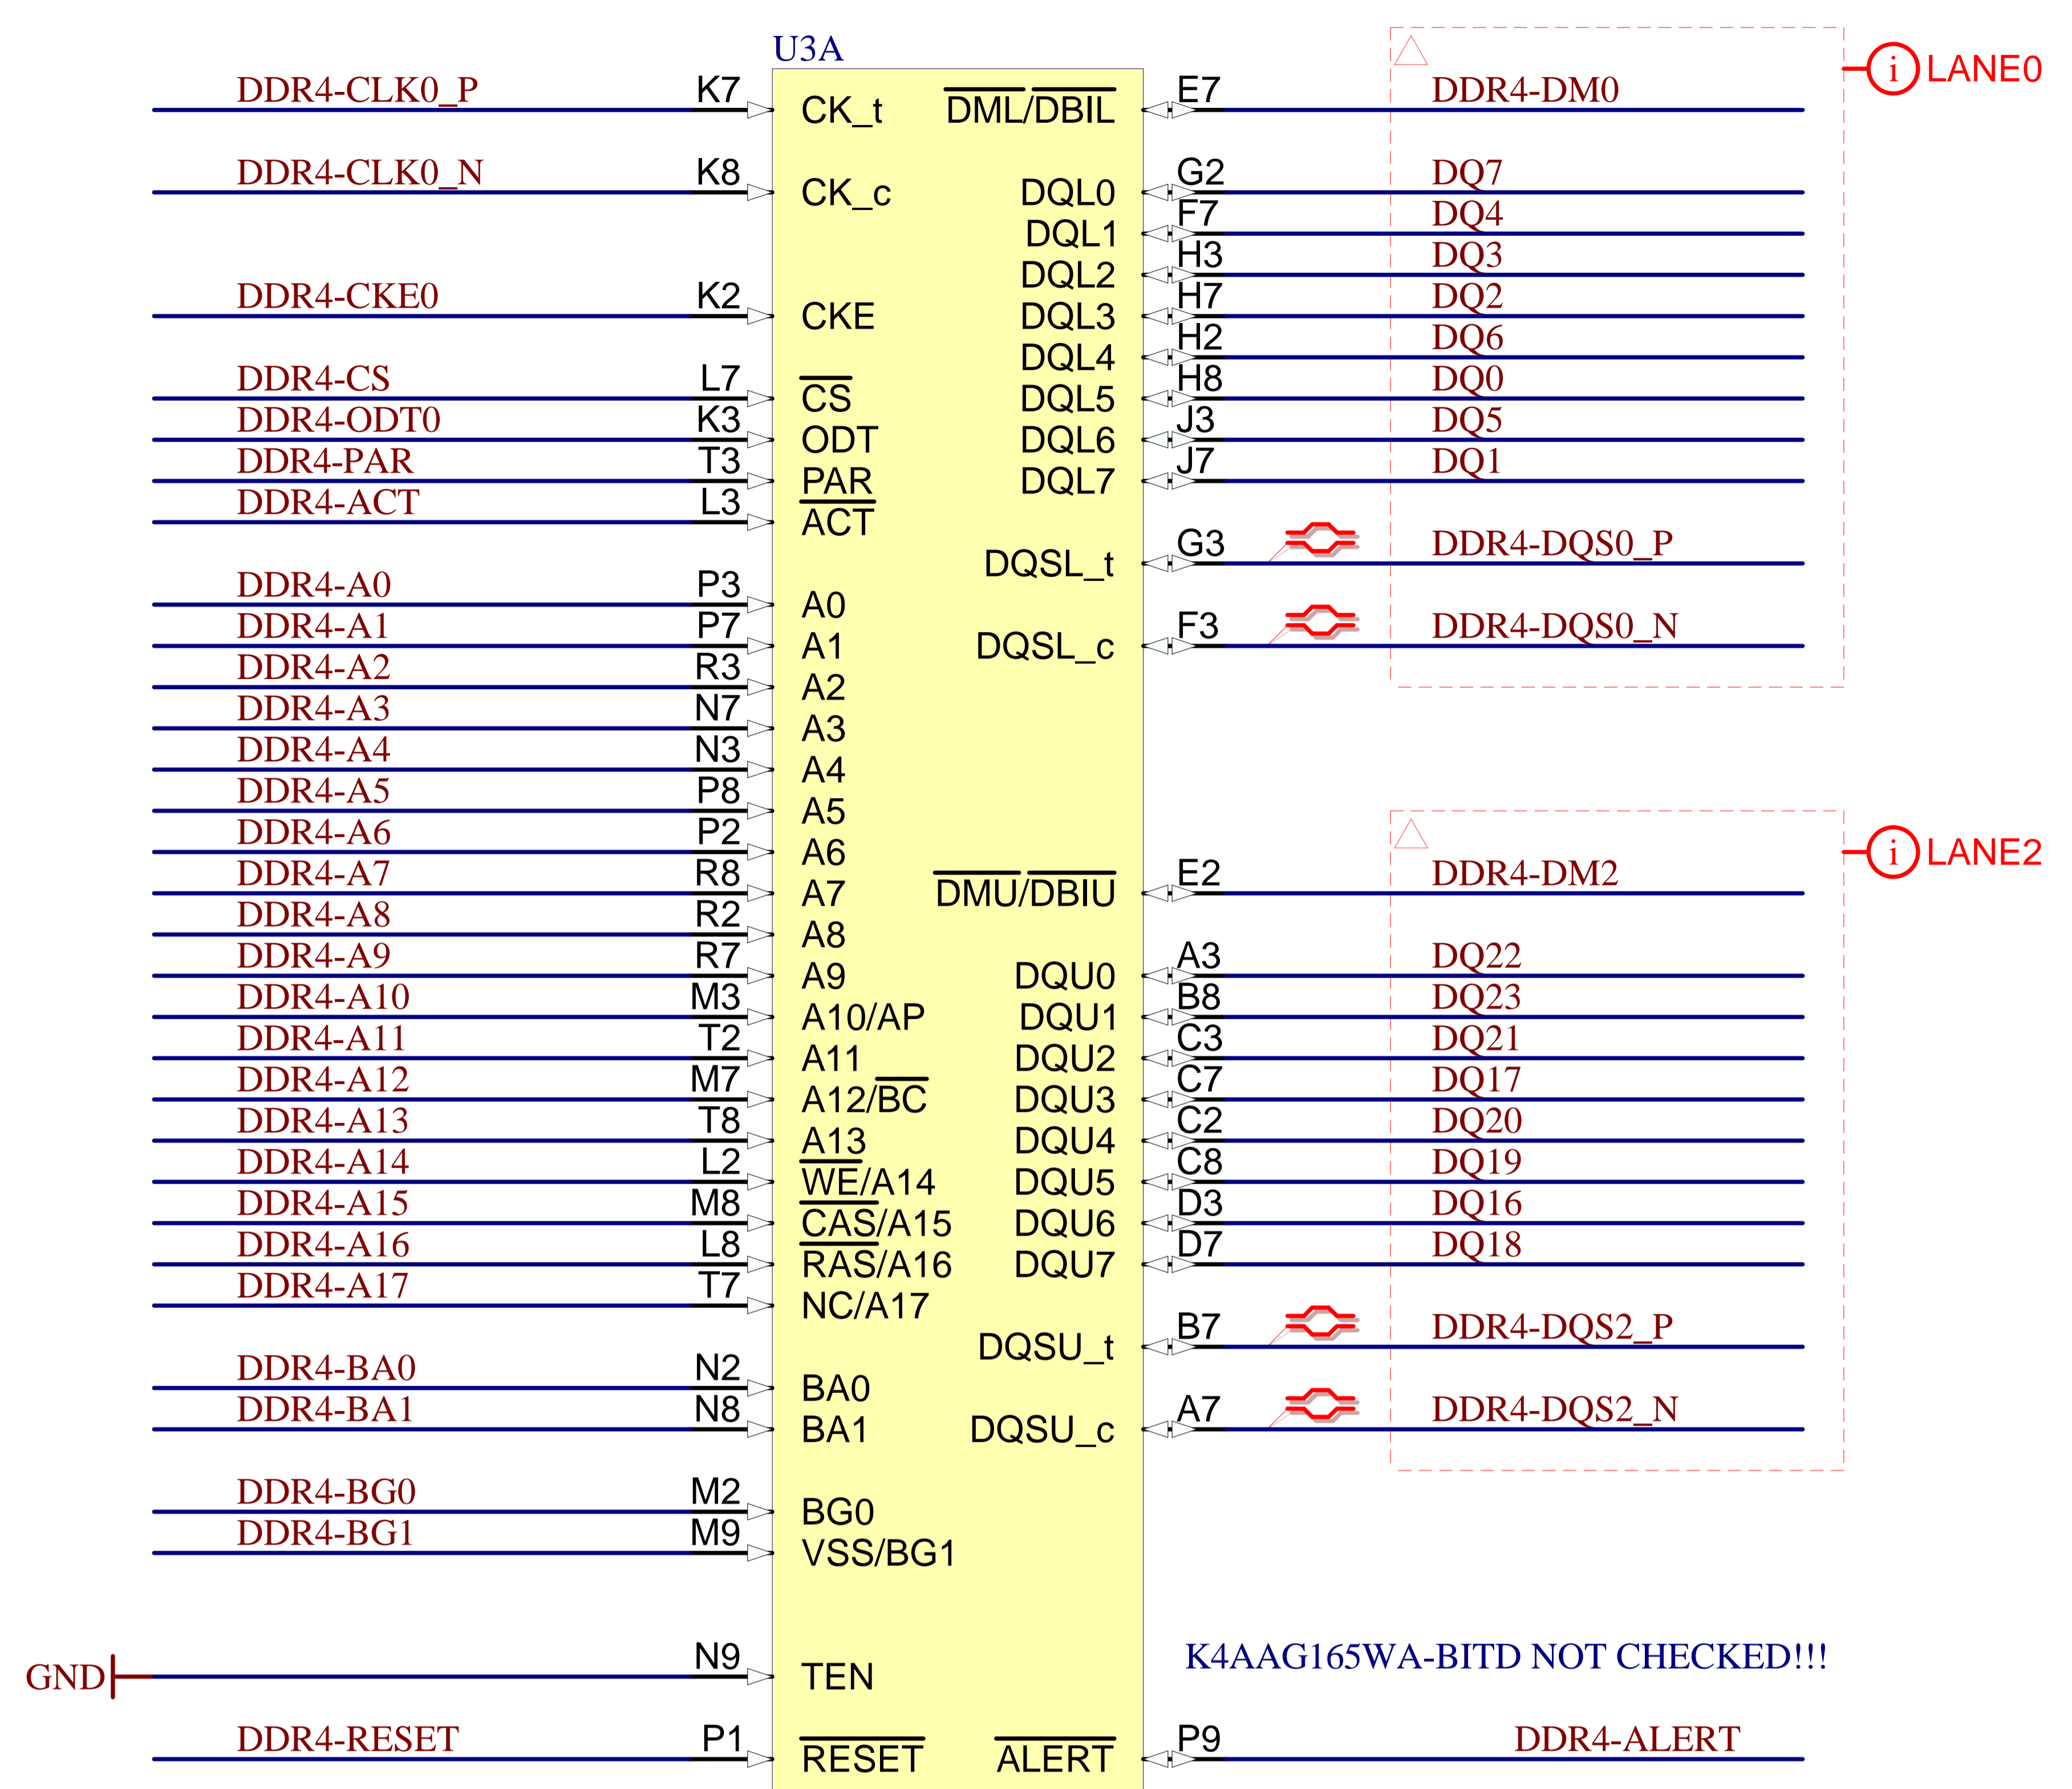 U3A
DDR4-CLK0_P K7 CK_t DML/DBIL E7 DDR4-DM0 i LANE0
DDR4-CLK0_N K8 CK_c DQL0 G2 DQ7
DQL1 F7 DQ4
DQL2 H3 DQ3
DDR4-CKE0 K2 CKE DQL3 H7 DQ2
DQL4 H2 DQ6
DDR4-CS L7 CS DQL5 H8 DQ0
DDR4-ODT0 K3 ODT DQL6 J3 DQ5
DDR4-PAR T3 PAR DQL7 J7 DQ1
DDR4-ACT L3 ACT
DQSL_t G3 DDR4-DQS0_P
DDR4-A0 P3 A0
DDR4-A1 P7 A1 DQSL_c F3 DDR4-DQS0_N
DDR4-A2 R3 A2
DDR4-A3 N7 A3
DDR4-A4 N3 A4
DDR4-A5 P8 A5
DDR4-A6 P2 A6 i LANE2
DDR4-A7 R8 A7 DMU/DBIU E2 DDR4-DM2
DDR4-A8 R2 A8
DDR4-A9 R7 A9 DQU0 A3 DQ22
DDR4-A10 M3 A10/AP DQU1 B8 DQ23
DDR4-A11 T2 A11 DQU2 C3 DQ21
DDR4-A12 M7 A12/BC DQU3 C7 DQ17
DDR4-A13 T8 A13 DQU4 C2 DQ20
DDR4-A14 L2 WE/A14 DQU5 C8 DQ19
DDR4-A15 M8 CAS/A15 DQU6 D3 DQ16
DDR4-A16 L8 RAS/A16 DQU7 D7 DQ18
DDR4-A17 T7 NC/A17
DQSU_t B7 DDR4-DQS2_P
DDR4-BA0 N2 BA0
DDR4-BA1 N8 BA1 DQSU_c A7 DDR4-DQS2_N
DDR4-BG0 M2 BG0
DDR4-BG1 M9 VSS/BG1
GND N9 TEN K4AAG165WA-BITD NOT CHECKED!!!
DDR4-RESET P1 RESET ALERT P9 DDR4-ALERT